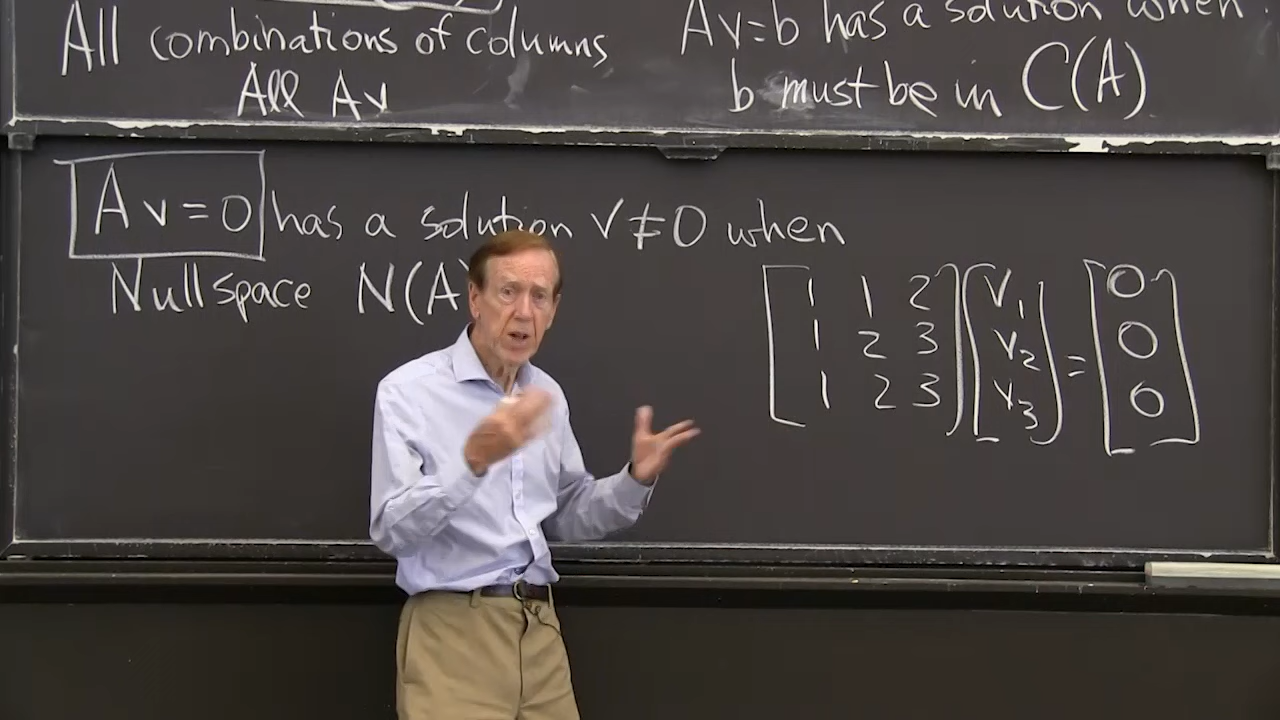 All combinations of columns
All Av
Av=b has a solution when
b must be in C(A)
Av=0 has a solution v≠0 when
Nullspace N(A
1 1 2 v1 0
1 2 3 v2 = 0
1 2 3 v3 0